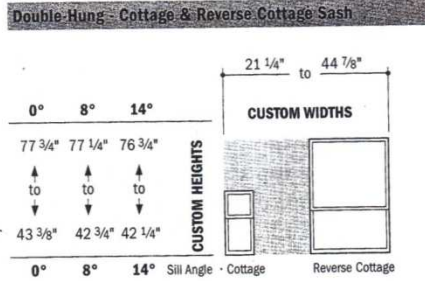 Double-Hung - Cottage & Reverse Cottage Sash
21 1/4" to 44 7/8"
CUSTOM WIDTHS
0° 8° 14°
77 3/4" 77 1/4" 76 3/4"
to to to
43 3/8" 42 3/4" 42 1/4"
CUSTOM HEIGHTS
0° 8° 14° Sill Angle · Cottage Reverse Cottage